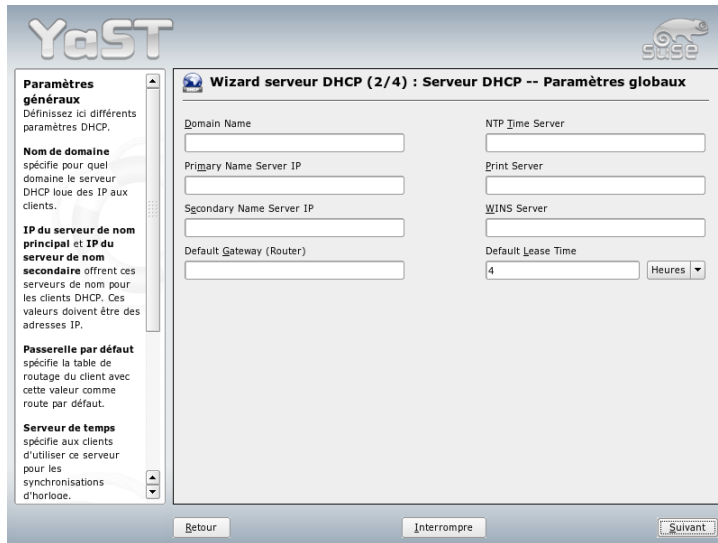 YaST
SUSE
Paramètres
généraux
Définissez ici différents
paramètres DHCP.
Nom de domaine
spécifie pour quel
domaine le serveur
DHCP loue des IP aux
clients.
IP du serveur de nom
principal et IP du
serveur de nom
secondaire offrent ces
serveurs de nom pour
les clients DHCP. Ces
valeurs doivent être des
adresses IP.
Passerelle par défaut
spécifie la table de
routage du client avec
cette valeur comme
route par défaut.
Serveur de temps
spécifie aux clients
d'utiliser ce serveur
pour les
synchronisations
d'horloge.
Wizard serveur DHCP (2/4) : Serveur DHCP -- Paramètres globaux
Domain Name
NTP Time Server
Primary Name Server IP
Print Server
Secondary Name Server IP
WINS Server
Default Gateway (Router)
Default Lease Time
4
Heures
Retour
Interrompre
Suivant